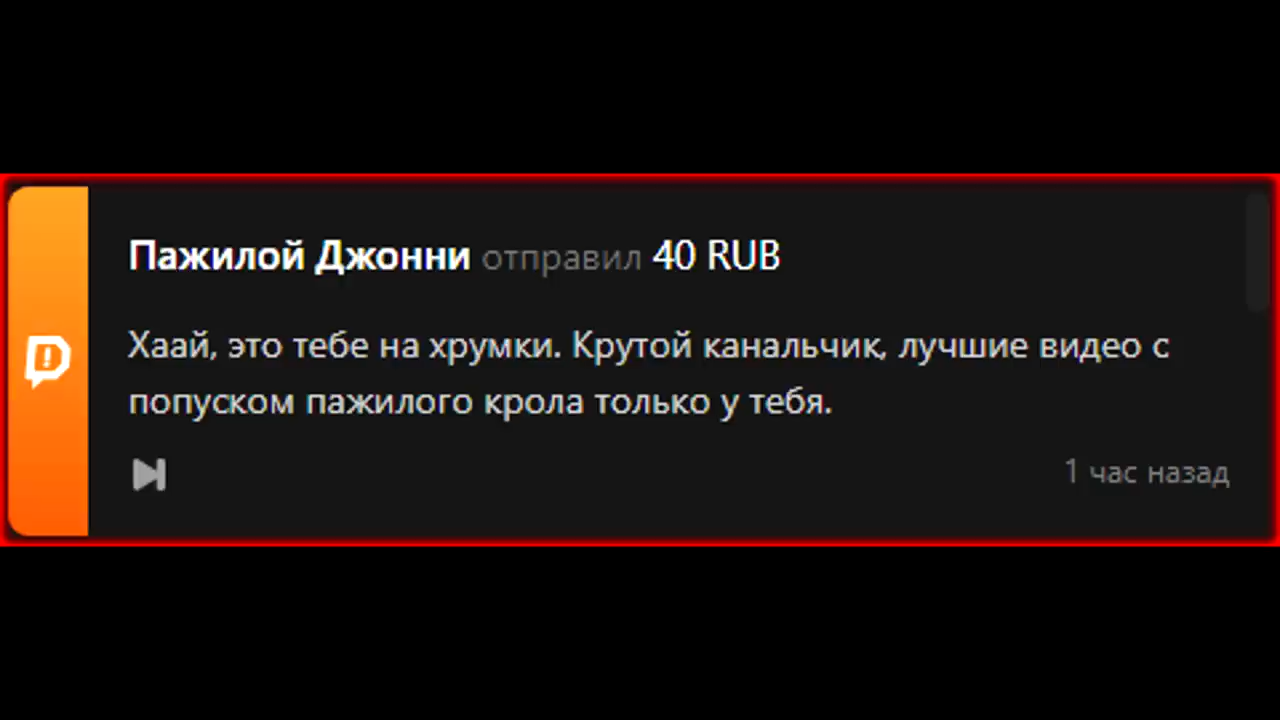 Пажилой Джонни отправил 40 RUB
Хаай, это тебе на хрумки. Крутой канальчик, лучшие видео с
попуском пажилого крола только у тебя.
1 час назад